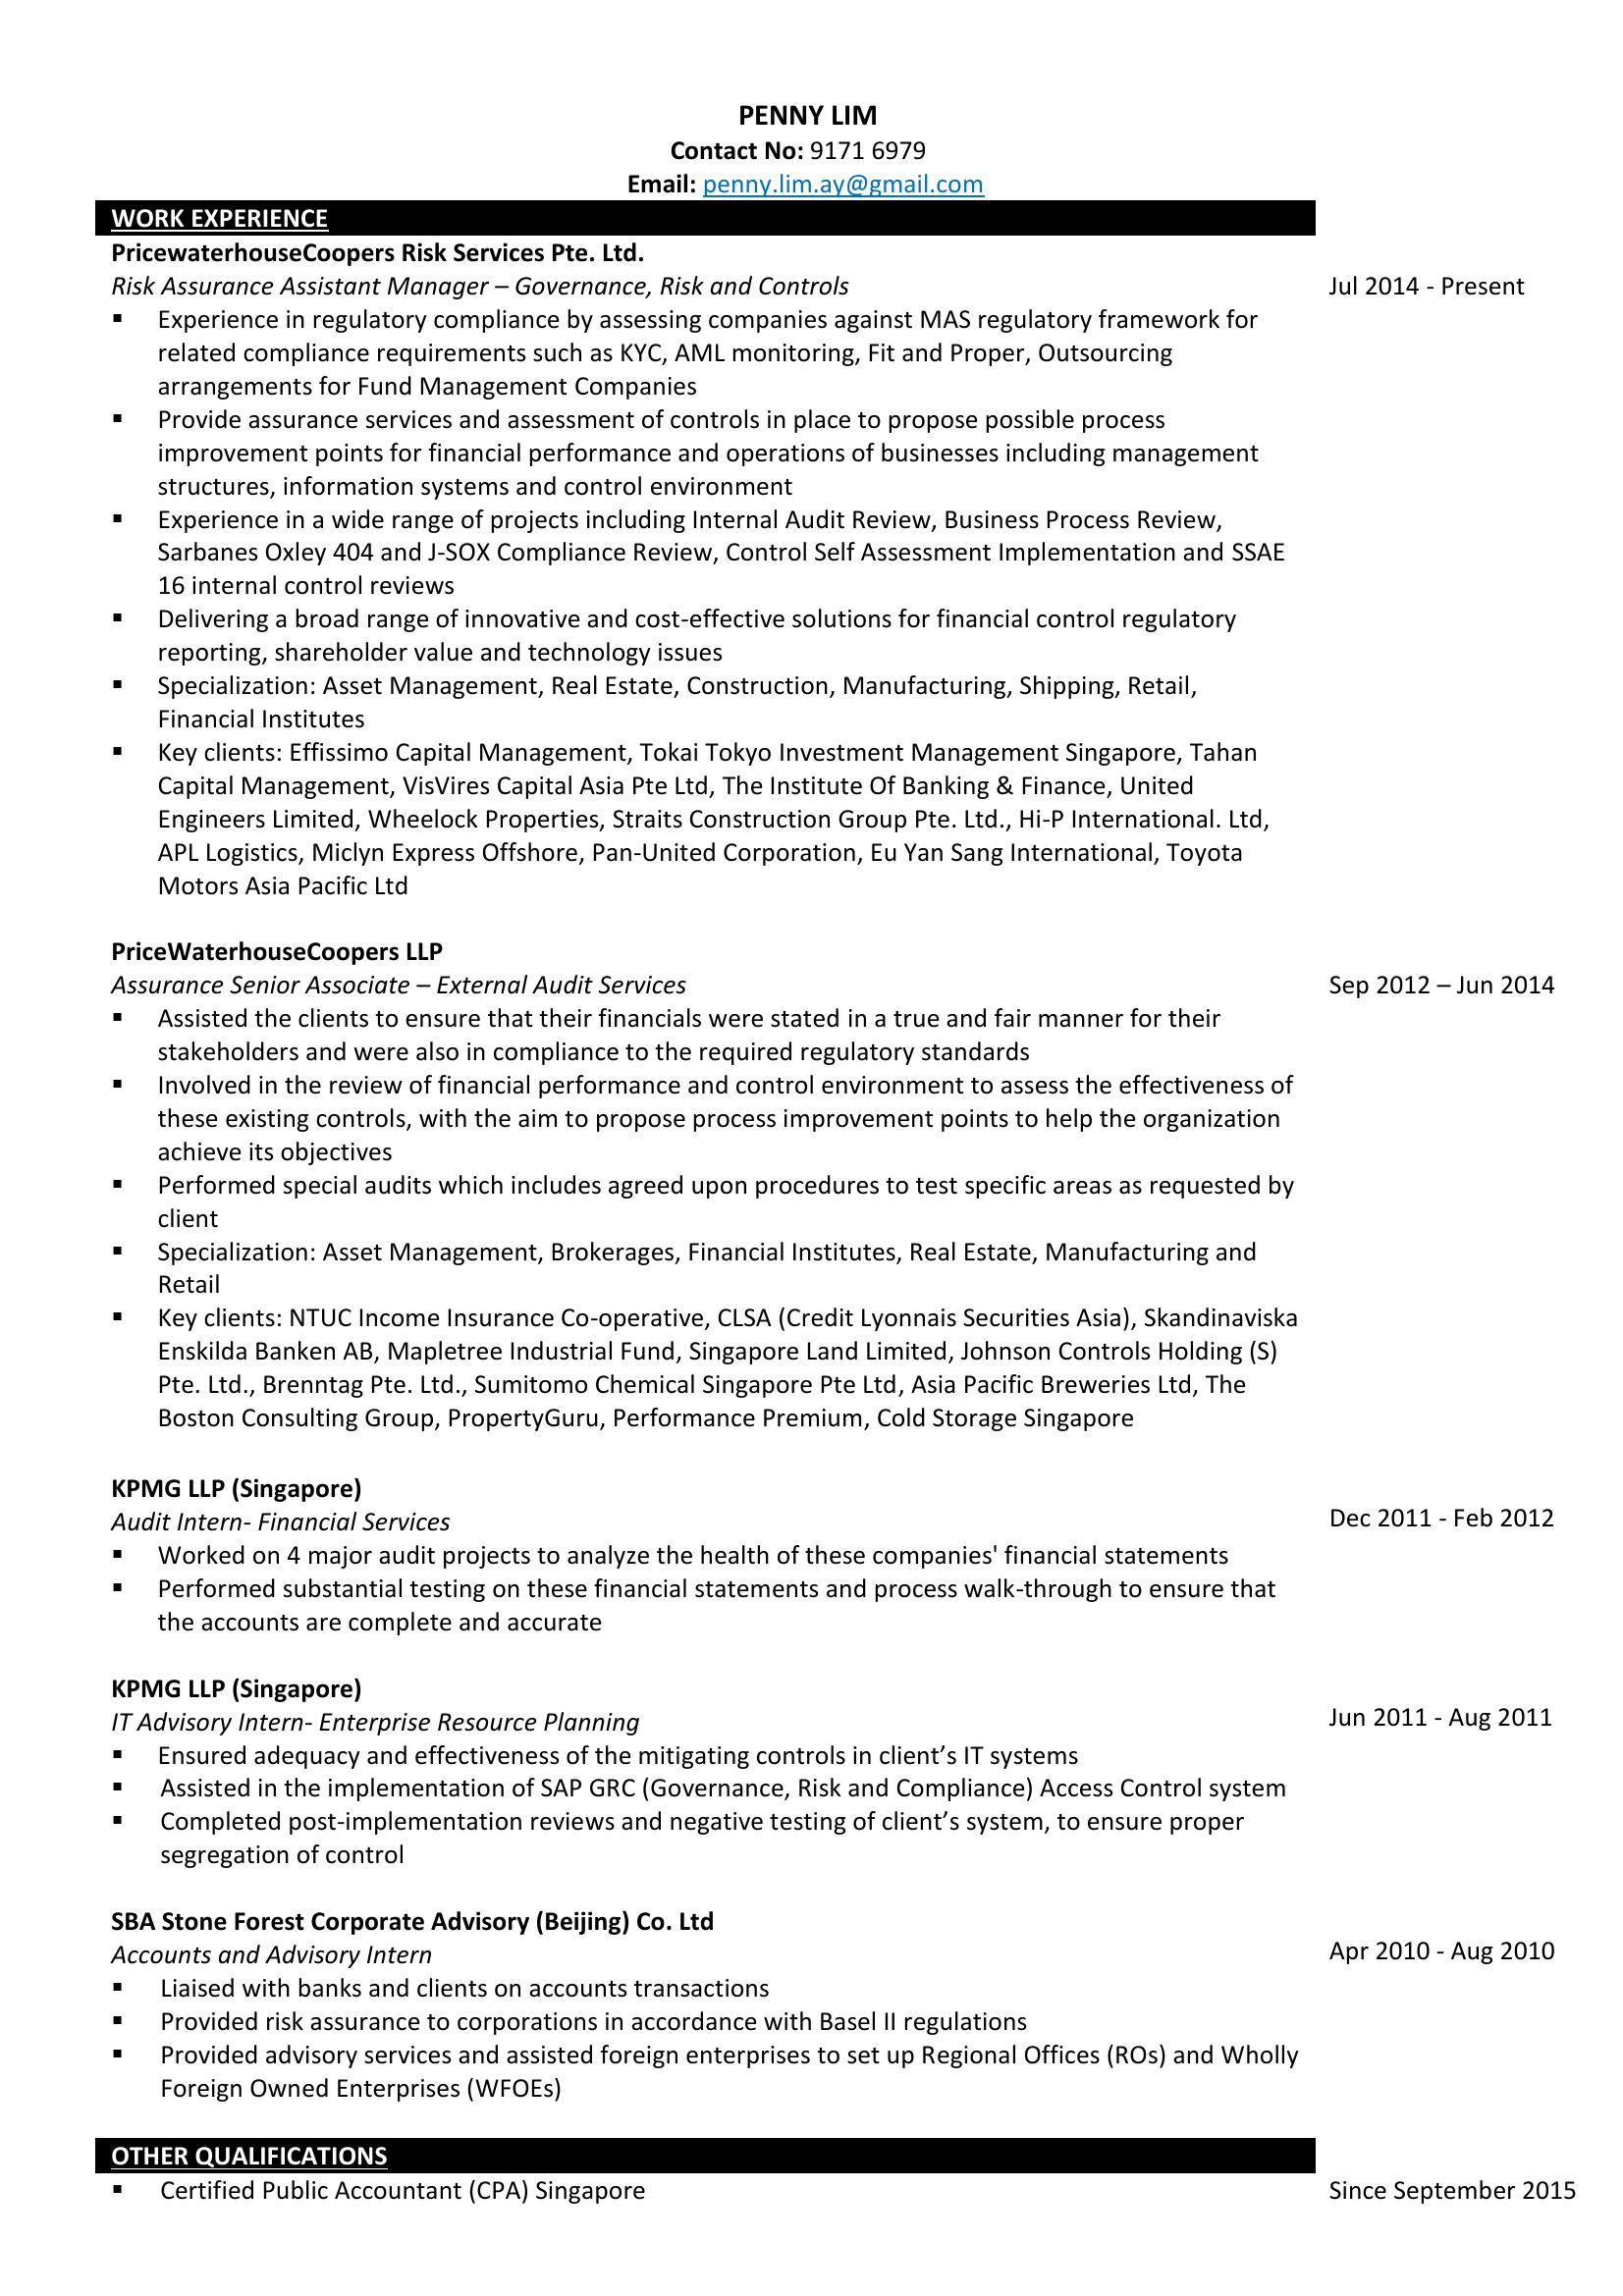 PENNY LIM
Contact No: 9171 6979
Email: penny.lim.ay@gmail.com
WORK EXPERIENCE
PricewaterhouseCoopers Risk Services Pte. Ltd.
Risk Assurance Assistant Manager – Governance, Risk and Controls Jul 2014 - Present
▪ Experience in regulatory compliance by assessing companies against MAS regulatory framework for
related compliance requirements such as KYC, AML monitoring, Fit and Proper, Outsourcing
arrangements for Fund Management Companies
▪ Provide assurance services and assessment of controls in place to propose possible process
improvement points for financial performance and operations of businesses including management
structures, information systems and control environment
▪ Experience in a wide range of projects including Internal Audit Review, Business Process Review,
Sarbanes Oxley 404 and J-SOX Compliance Review, Control Self Assessment Implementation and SSAE
16 internal control reviews
▪ Delivering a broad range of innovative and cost-effective solutions for financial control regulatory
reporting, shareholder value and technology issues
▪ Specialization: Asset Management, Real Estate, Construction, Manufacturing, Shipping, Retail,
Financial Institutes
▪ Key clients: Effissimo Capital Management, Tokai Tokyo Investment Management Singapore, Tahan
Capital Management, VisVires Capital Asia Pte Ltd, The Institute Of Banking & Finance, United
Engineers Limited, Wheelock Properties, Straits Construction Group Pte. Ltd., Hi-P International. Ltd,
APL Logistics, Miclyn Express Offshore, Pan-United Corporation, Eu Yan Sang International, Toyota
Motors Asia Pacific Ltd
PriceWaterhouseCoopers LLP
Assurance Senior Associate – External Audit Services Sep 2012 – Jun 2014
▪ Assisted the clients to ensure that their financials were stated in a true and fair manner for their
stakeholders and were also in compliance to the required regulatory standards
▪ Involved in the review of financial performance and control environment to assess the effectiveness of
these existing controls, with the aim to propose process improvement points to help the organization
achieve its objectives
▪ Performed special audits which includes agreed upon procedures to test specific areas as requested by
client
▪ Specialization: Asset Management, Brokerages, Financial Institutes, Real Estate, Manufacturing and
Retail
▪ Key clients: NTUC Income Insurance Co-operative, CLSA (Credit Lyonnais Securities Asia), Skandinaviska
Enskilda Banken AB, Mapletree Industrial Fund, Singapore Land Limited, Johnson Controls Holding (S)
Pte. Ltd., Brenntag Pte. Ltd., Sumitomo Chemical Singapore Pte Ltd, Asia Pacific Breweries Ltd, The
Boston Consulting Group, PropertyGuru, Performance Premium, Cold Storage Singapore
KPMG LLP (Singapore)
Audit Intern- Financial Services Dec 2011 - Feb 2012
▪ Worked on 4 major audit projects to analyze the health of these companies' financial statements
▪ Performed substantial testing on these financial statements and process walk-through to ensure that
the accounts are complete and accurate
KPMG LLP (Singapore)
IT Advisory Intern- Enterprise Resource Planning Jun 2011 - Aug 2011
▪ Ensured adequacy and effectiveness of the mitigating controls in client’s IT systems
▪ Assisted in the implementation of SAP GRC (Governance, Risk and Compliance) Access Control system
▪ Completed post-implementation reviews and negative testing of client’s system, to ensure proper
segregation of control
SBA Stone Forest Corporate Advisory (Beijing) Co. Ltd
Accounts and Advisory Intern Apr 2010 - Aug 2010
▪ Liaised with banks and clients on accounts transactions
▪ Provided risk assurance to corporations in accordance with Basel II regulations
▪ Provided advisory services and assisted foreign enterprises to set up Regional Offices (ROs) and Wholly
Foreign Owned Enterprises (WFOEs)
OTHER QUALIFICATIONS
▪ Certified Public Accountant (CPA) Singapore Since September 2015